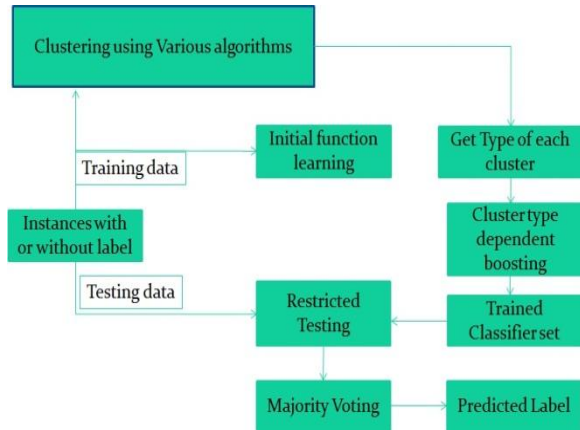 Clustering using Various algorithms
Initial function
learning
Get Type of each
cluster
Training data
Instances with
or without label
Cluster type
dependent
boosting
Testing data
Restricted
Testing
Trained
Classifier set
Majority Voting
Predicted Label